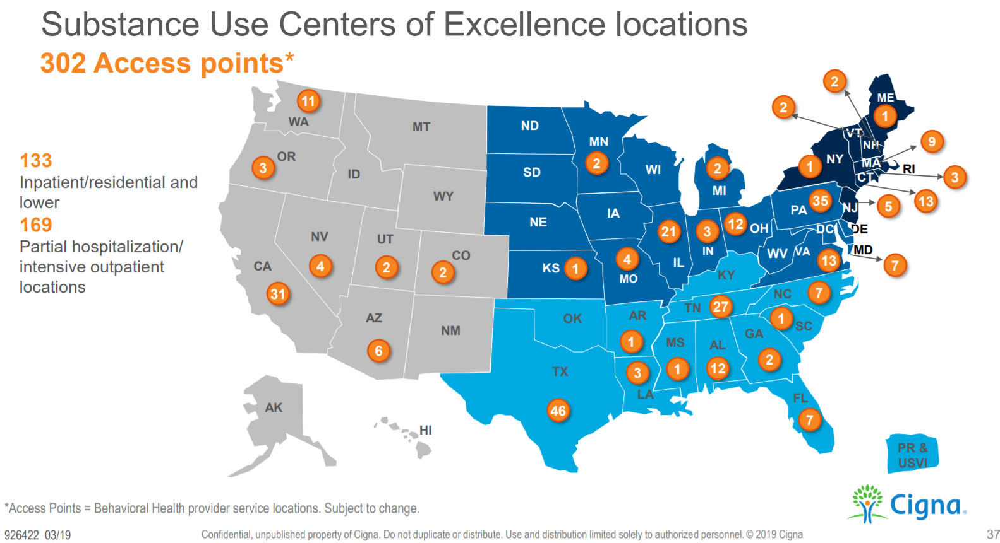 Substance Use Centers of Excellence locations
302 Access points*
133
Inpatient/residential and
lower
169
Partial hospitalization/
intensive outpatient
locations
WA
11
OR
3
CA
31
NV
4
ID
MT
WY
UT
2
CO
2
AZ
6
NM
AK
HI
ND
SD
NE
KS
1
MN
2
IA
MO
4
WI
IL
21
MI
2
IN
3
OH
12
PA
35
WV
VA
13
DC
DE
MD
7
NJ
5
NY
1
CT
13
RI
3
MA
9
VT
2
NH
2
ME
1
KY
TN
27
NC
7
SC
1
GA
2
AL
12
MS
1
AR
1
LA
3
OK
TX
46
FL
7
PR &
USVI
*Access Points = Behavioral Health provider service locations. Subject to change.
Cigna®
926422 03/19
Confidential, unpublished property of Cigna. Do not duplicate or distribute. Use and distribution limited solely to authorized personnel. © 2019 Cigna
37